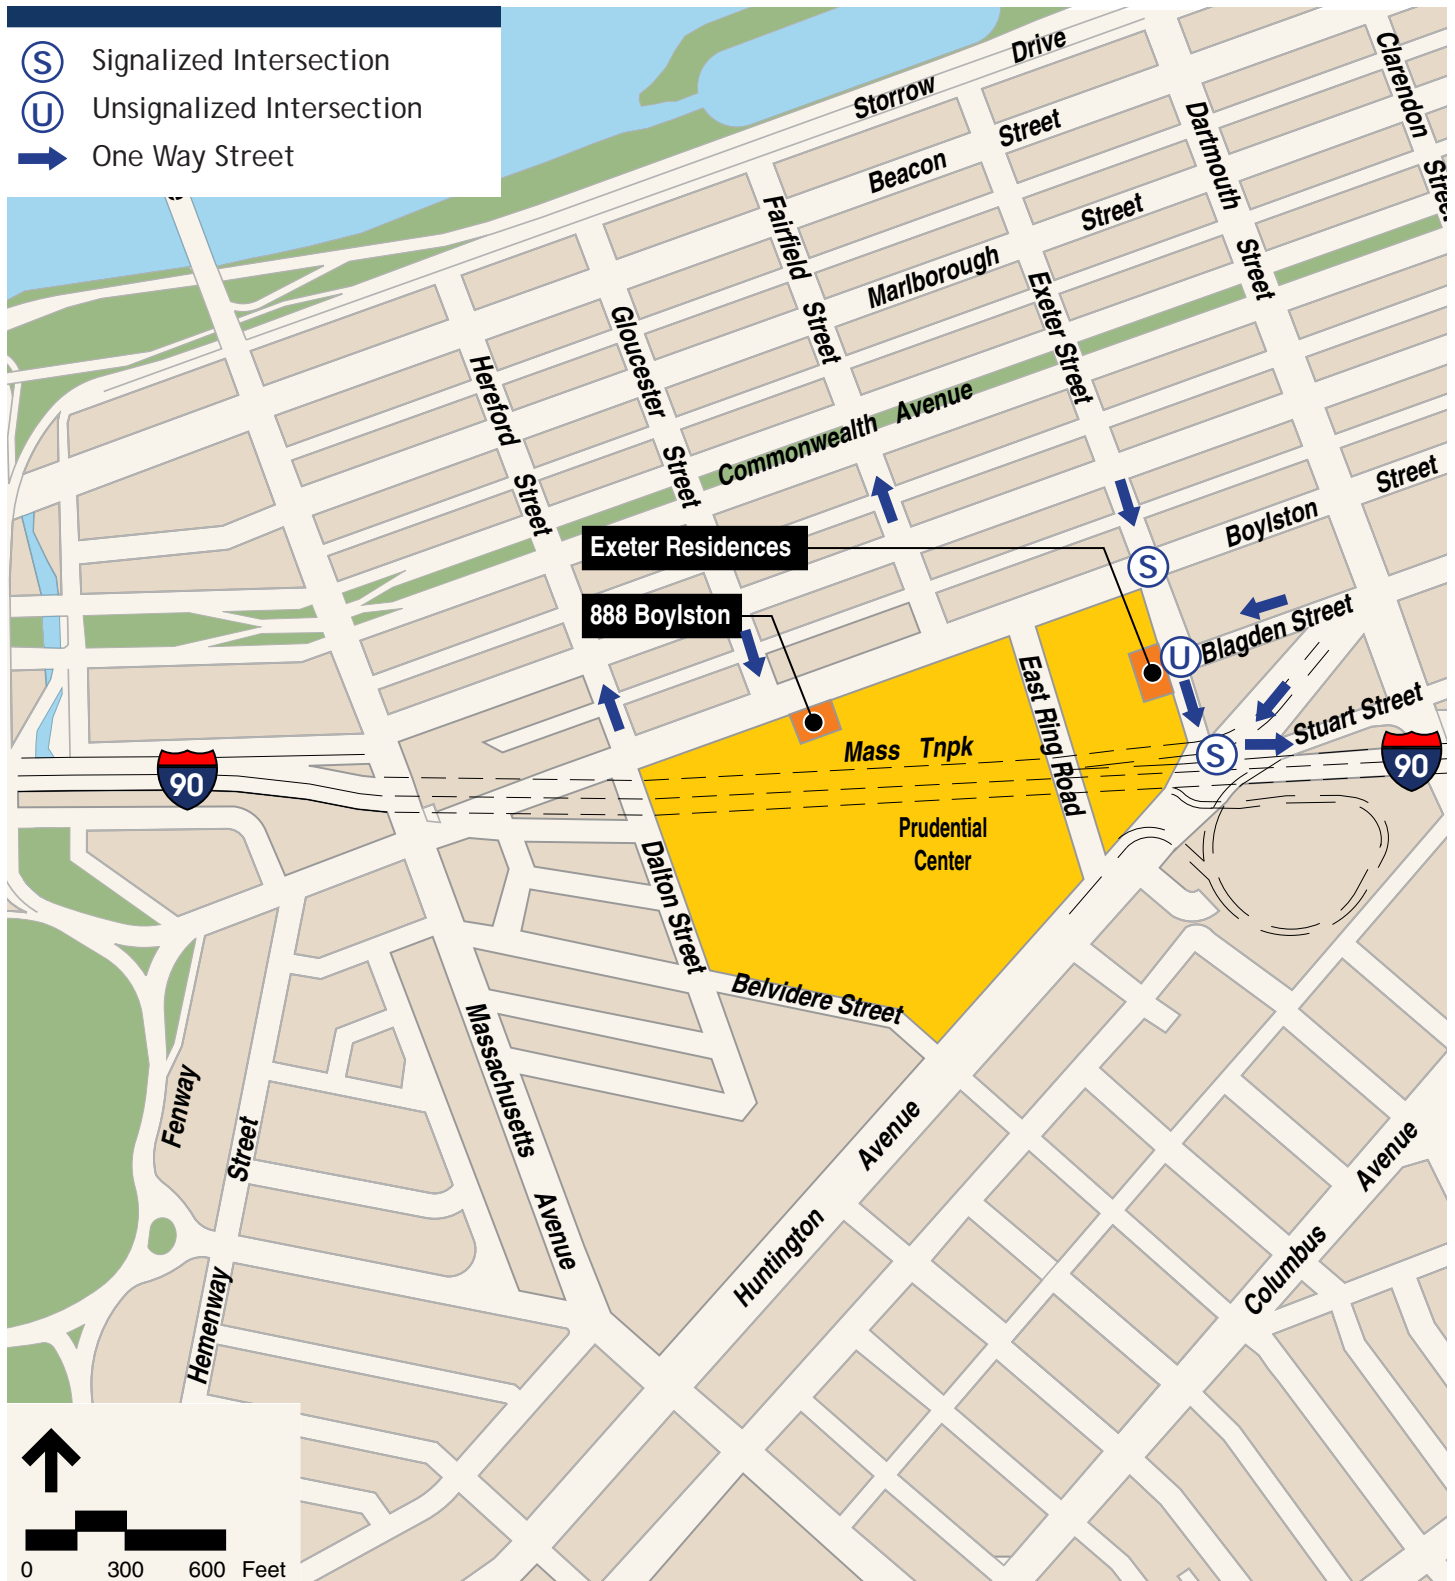 S Signalized Intersection
U Unsignalized Intersection
One Way Street
Storrow Drive
Clarendon Street
Beacon Street
Dartmouth Street
Fairfield Street
Marlborough Street
Exeter Street
Gloucester Street
Hereford Street
Commonwealth Avenue
Boylston Street
Exeter Residences
S
888 Boylston
Blagden Street
U
East Ring Road
Stuart Street
S
Mass Tnpk
90
90
Prudential
Center
Dalton Street
Belvidere Street
Massachusetts Avenue
Fenway
Hemenway Street
Huntington Avenue
Columbus Avenue
0 300 600 Feet